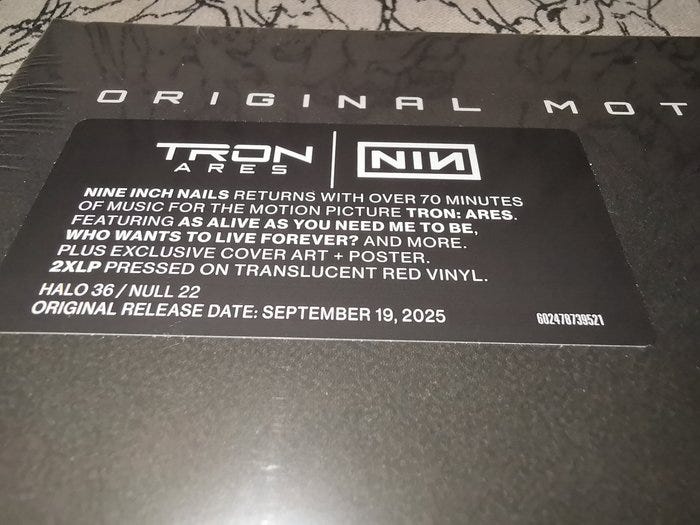 ORIGINAL MOT
TRON
ARES
NIN
NINE INCH NAILS RETURNS WITH OVER 70 MINUTES
OF MUSIC FOR THE MOTION PICTURE TRON: ARES.
FEATURING AS ALIVE AS YOU NEED ME TO BE,
WHO WANTS TO LIVE FOREVER? AND MORE.
PLUS EXCLUSIVE COVER ART + POSTER.
2XLP PRESSED ON TRANSLUCENT RED VINYL.
HALO 36 / NULL 22
ORIGINAL RELEASE DATE: SEPTEMBER 19, 2025
602478739521